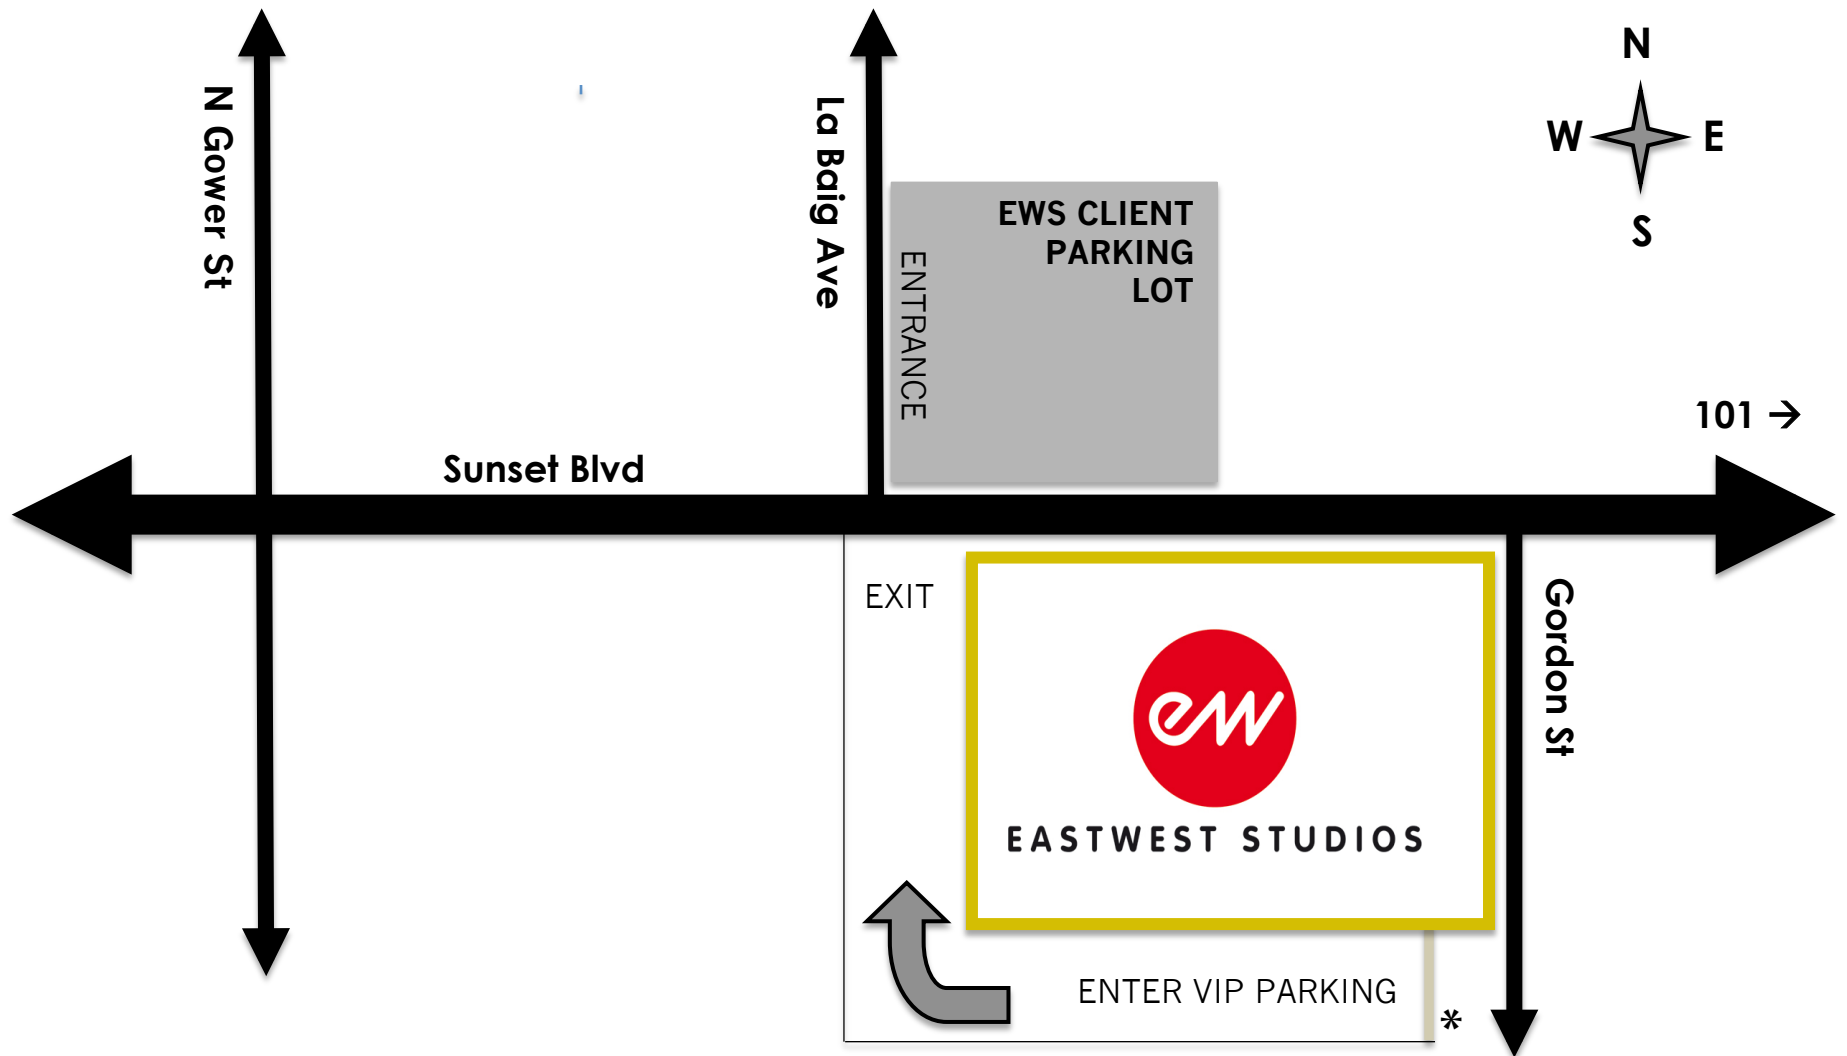 N
W
E
S
N Gower St
La Baig Ave
EWS CLIENT
PARKING
LOT
ENTRANCE
101 →
Sunset Blvd
EXIT
Gordon St
ew
EASTWEST STUDIOS
ENTER VIP PARKING
*